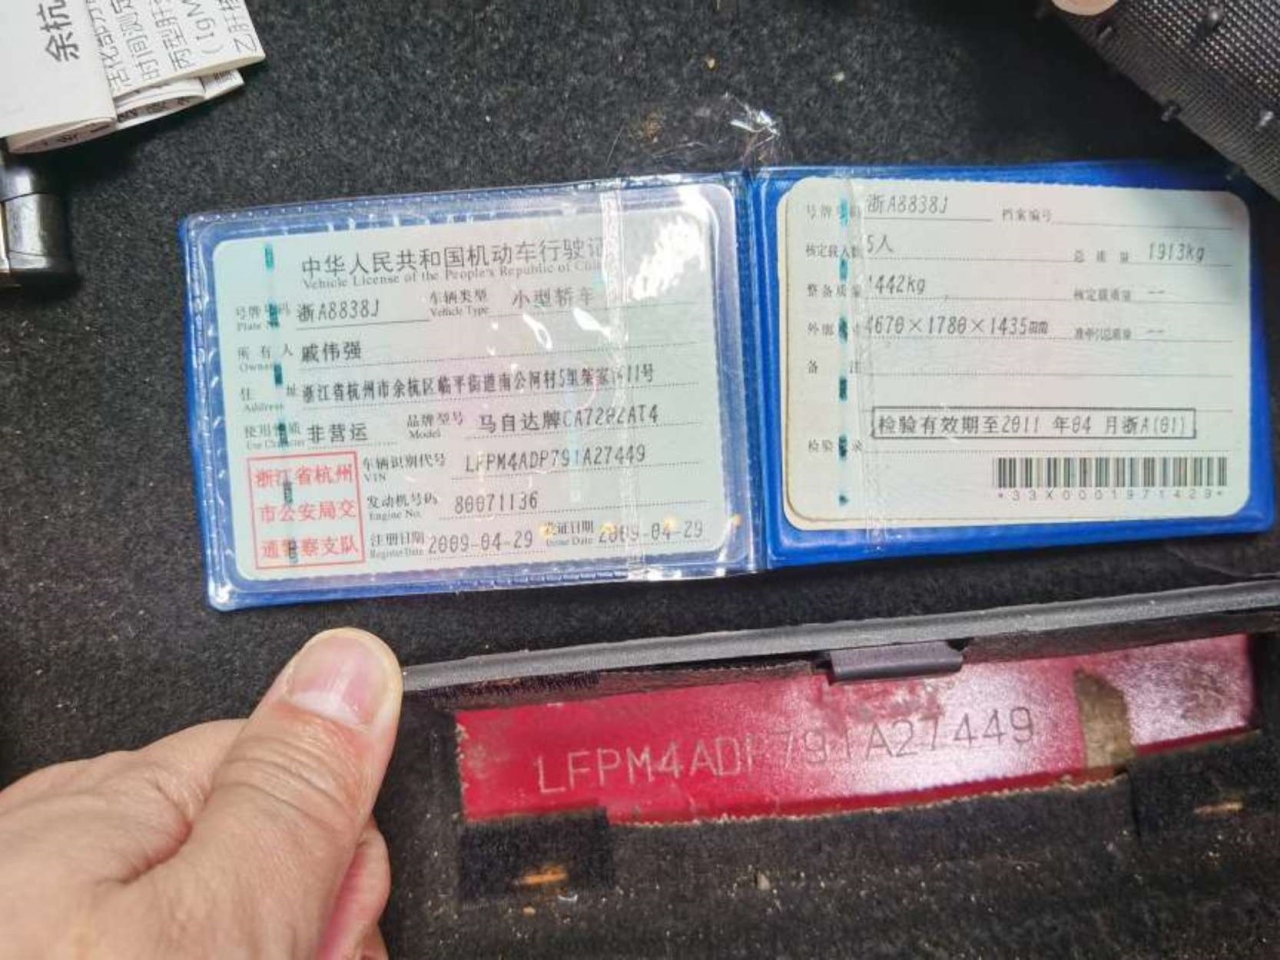 余杭
中华人民共和国机动车行驶证
Vehicle License of the People's Republic of Chi
号牌号码 浙A8838J 车辆类型 小型轿车
Plate No. Vehicle Type
所有人 戚伟强
Owner
住址 浙江省杭州市余杭区临平街道南公河村5组
Address
使用性质 非营运 品牌型号 马自达牌CA7202AT4
Use Character Model
车辆识别代号 LFPM4ADP791A27449
VIN
发动机号码 80071136
Engine No.
注册日期 2009-04-29 发证日期 2009-04-29
Register Date Issue Date
浙江省杭州
市公安局交
通警察支队
号牌号码 浙A8838J 档案编号
核定载人数 5人 总质量 1913kg
整备质量 1442kg 核定载质量 --
外廓尺寸 4670×1780×1435mm 准牵引总质量 --
备注
检验有效期至2011 年04 月浙A(01)
检验记录
*33X0001971429*
LFPM4ADP791A27449